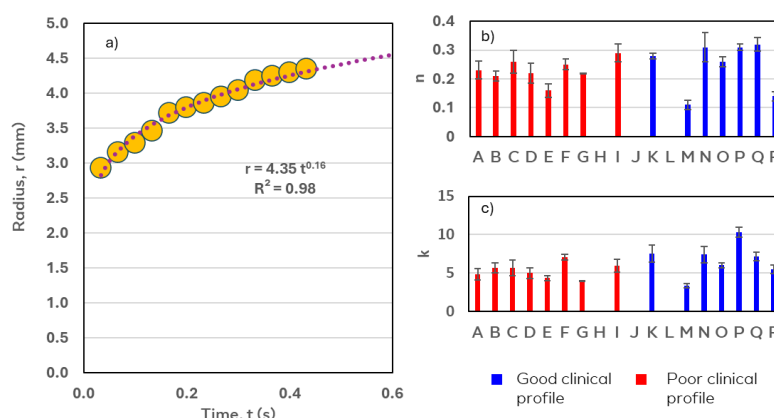 a)
5.0
4.5
4.0
3.5
3.0
2.5
2.0
1.5
1.0
0.5
0.0
Radius, r (mm)
r = 4.35 t^0.16
R² = 0.98
0.0 0.2 0.4 0.6
Time, t (s)
b)
0.4
0.3
0.2
0.1
0
n
A B C D E F G H I J K L M N O P Q
c)
15
10
5
0
k
A B C D E F G H I J K L M N O P Q
Good clinical profile
Poor clinical profile